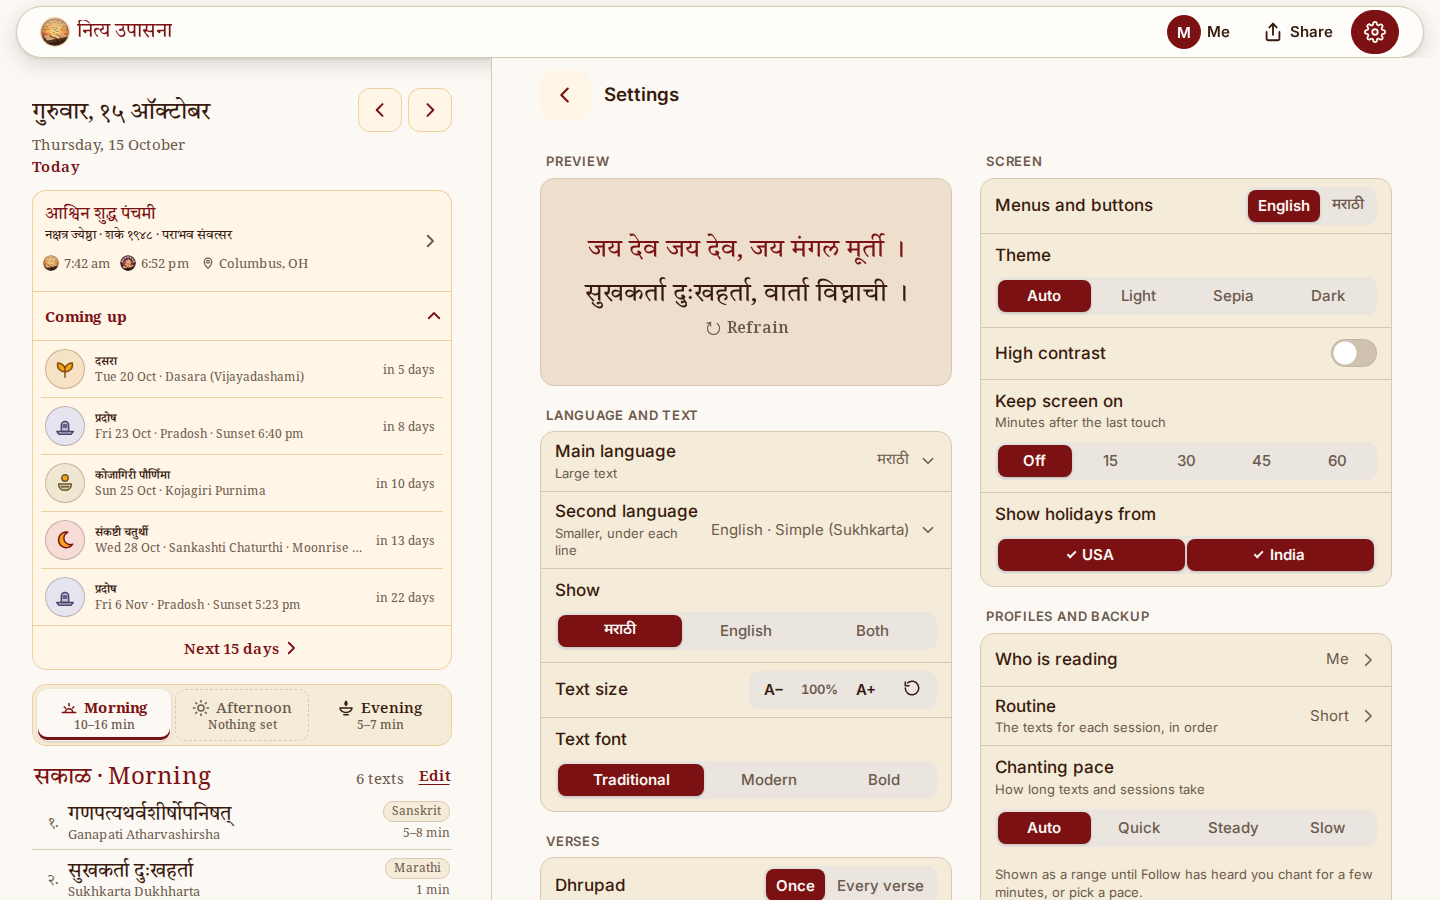 नित्य उपासना
M Me
Share
गुरुवार, १५ ऑक्टोबर
Thursday, 15 October
Today
आश्विन शुद्ध पंचमी
नक्षत्र ज्येष्ठा · शके १९४८ · पराभव संवत्सर
7:42 am 6:52 pm Columbus, OH
Coming up
दसरा
Tue 20 Oct · Dasara (Vijayadashami)
in 5 days
प्रदोष
Fri 23 Oct · Pradosh · Sunset 6:40 pm
in 8 days
कोजागिरी पौर्णिमा
Sun 25 Oct · Kojagiri Purnima
in 10 days
संकष्टी चतुर्थी
Wed 28 Oct · Sankashti Chaturthi · Moonrise ...
in 13 days
प्रदोष
Fri 6 Nov · Pradosh · Sunset 5:23 pm
in 22 days
Next 15 days
Morning
10–16 min
Afternoon
Nothing set
Evening
5–7 min
सकाळ · Morning
6 texts Edit
१. गणपत्यथर्वशीर्षोपनिषत्
Ganapati Atharvashirsha
Sanskrit
5–8 min
२. सुखकर्ता दुःखहर्ता
Sukhkarta Dukhharta
Marathi
1 min
Settings
PREVIEW
जय देव जय देव, जय मंगल मूर्ती ।
सुखकर्ता दुःखहर्ता, वार्ता विघ्नाची ।
Refrain
LANGUAGE AND TEXT
Main language
Large text
मराठी
Second language
Smaller, under each
line
English · Simple (Sukhkarta)
Show
मराठी English Both
Text size
A− 100% A+
Text font
Traditional Modern Bold
VERSES
Dhrupad
Once Every verse
SCREEN
Menus and buttons
English मराठी
Theme
Auto Light Sepia Dark
High contrast
Keep screen on
Minutes after the last touch
Off 15 30 45 60
Show holidays from
✓ USA ✓ India
PROFILES AND BACKUP
Who is reading
Me
Routine
The texts for each session, in order
Short
Chanting pace
How long texts and sessions take
Auto Quick Steady Slow
Shown as a range until Follow has heard you chant for a few
minutes, or pick a pace.